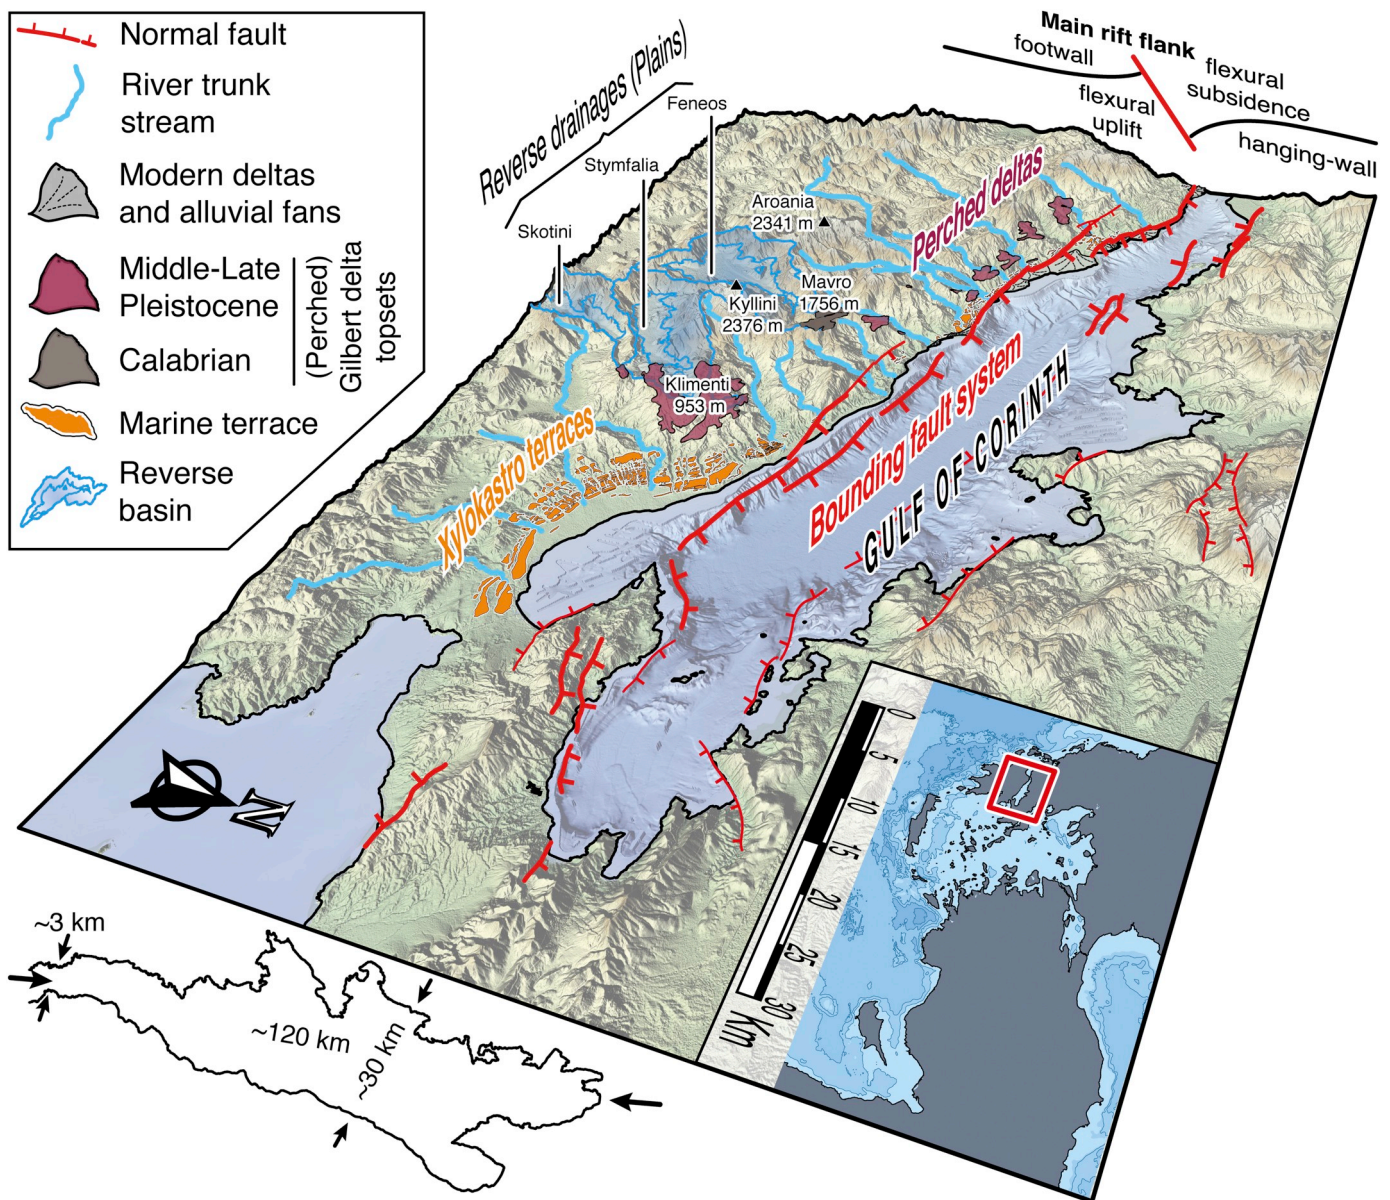 Normal fault
River trunk
stream
Modern deltas
and alluvial fans
Middle-Late
Pleistocene
Calabrian
(Perched)
Gilbert delta
topsets
Marine terrace
Reverse
basin
Reverse drainages (Plains)
Feneos
Stymfalia
Skotini
Main rift flank
footwall
flexural
subsidence
flexural
uplift
hanging-wall
Aroania
2341 m
Perched deltas
Mavro
1756 m
Kyllini
2376 m
Klimenti
953 m
Xylokastro terraces
Bounding fault system
GULF OF CORINTH
N
0
5
10
15
20
25
30
Km
~3 km
~120 km
~30 km